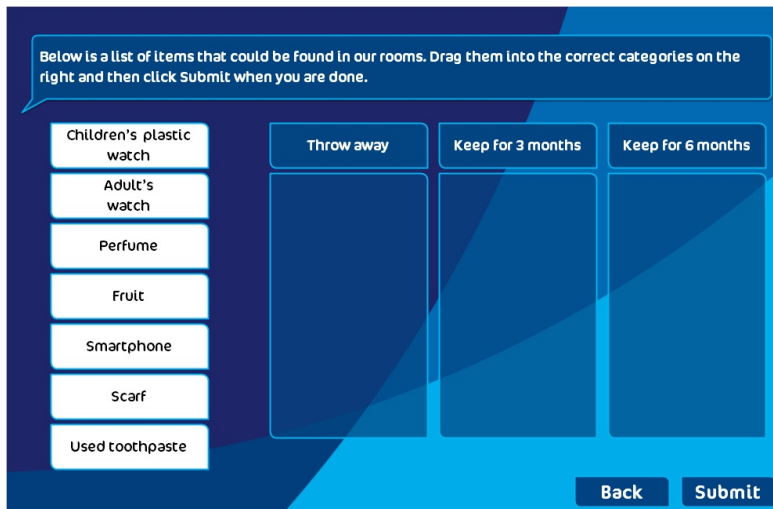 Below is a list of items that could be found in our rooms. Drag them into the correct categories on the
right and then click Submit when you are done.
Children's plastic
watch
Adult's
watch
Perfume
Fruit
Smartphone
Scarf
Used toothpaste
Throw away
Keep for 3 months
Keep for 6 months
Back
Submit